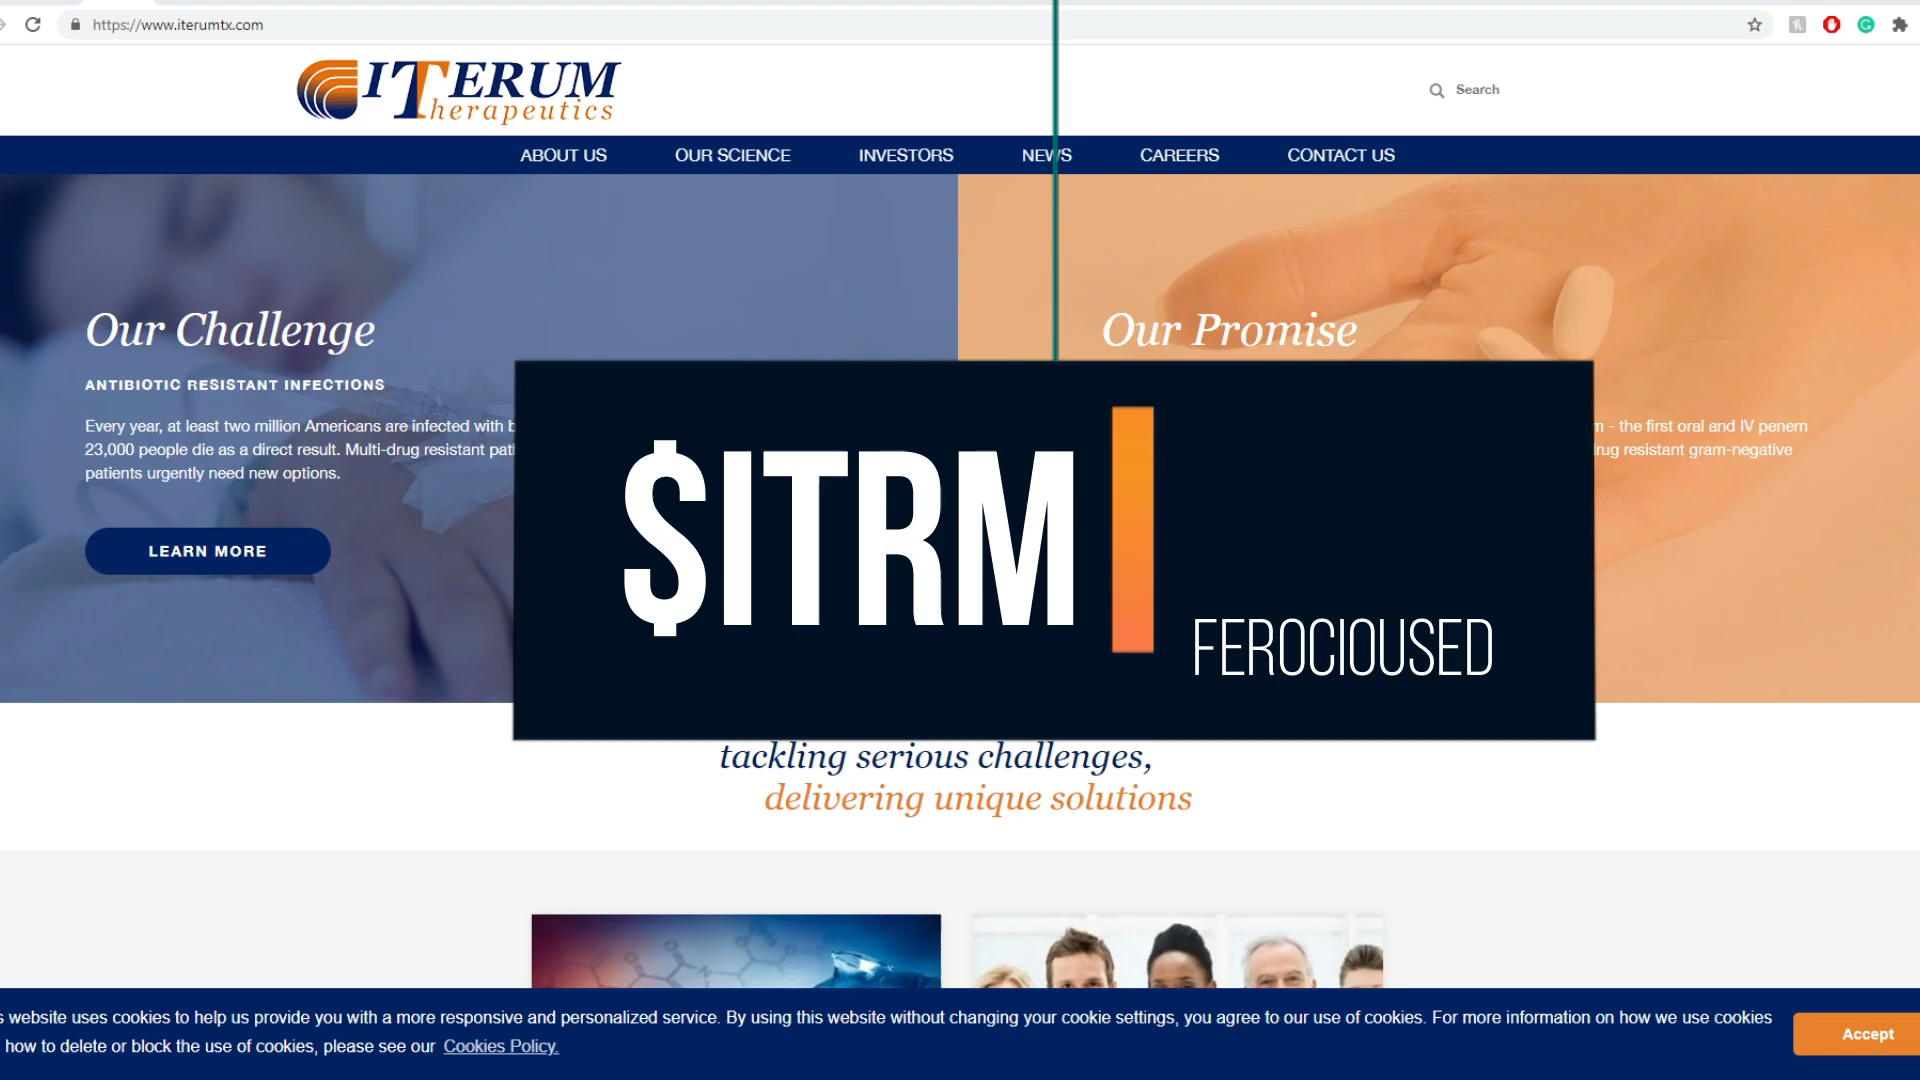 https://www.iterumtx.com
ITERUM
Therapeutics
Search
ABOUT US
OUR SCIENCE
INVESTORS
NEWS
CAREERS
CONTACT US
Our Challenge
ANTIBIOTIC RESISTANT INFECTIONS
Every year, at least two million Americans are infected with
23,000 people die as a direct result. Multi-drug resistant
patients urgently need new options.
LEARN MORE
Our Promise
- the first oral and IV penem
resistant gram-negative
$ITRM
FEROCIOUSED
tackling serious challenges,
delivering unique solutions
website uses cookies to help us provide you with a more responsive and personalized service. By using this website without changing your cookie settings, you agree to our use of cookies. For more information on how we use cookies
how to delete or block the use of cookies, please see our Cookies Policy.
Accept